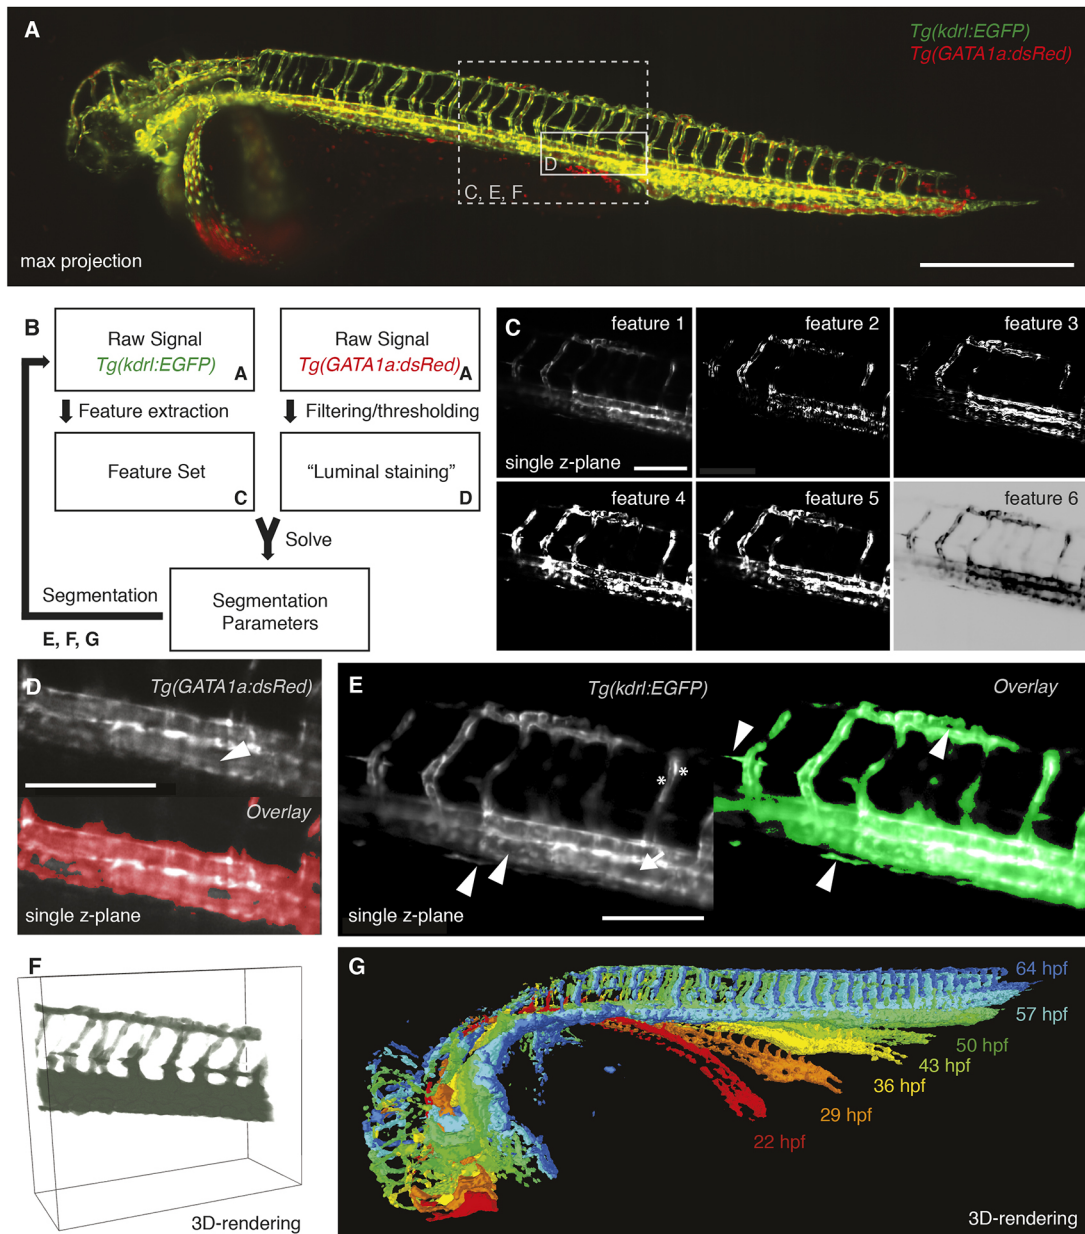 A
Tg(kdrl:EGFP)
Tg(GATA1a:dsRed)
D
C, E, F
max projection
B
Raw Signal
Tg(kdrl:EGFP)
A
Raw Signal
Tg(GATA1a:dsRed)
A
Feature extraction
Filtering/thresholding
Feature Set
C
“Luminal staining”
D
Solve
Segmentation
Segmentation
Parameters
E, F, G
C
feature 1
feature 2
feature 3
single z-plane
feature 4
feature 5
feature 6
D
Tg(GATA1a:dsRed)
Overlay
single z-plane
E
Tg(kdrl:EGFP)
Overlay
* *
single z-plane
F
3D-rendering
G
64 hpf
57 hpf
50 hpf
43 hpf
36 hpf
29 hpf
22 hpf
3D-rendering